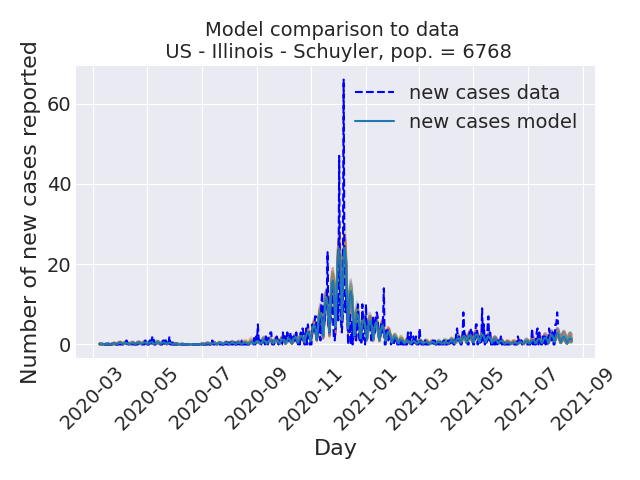 Model comparison to data
US - Illinois - Schuyler, pop. = 6768
Number of new cases reported
60
40
20
0
new cases data
new cases model
2020-03
2020-05
2020-07
2020-09
2020-11
2021-01
2021-03
2021-05
2021-07
2021-09
Day